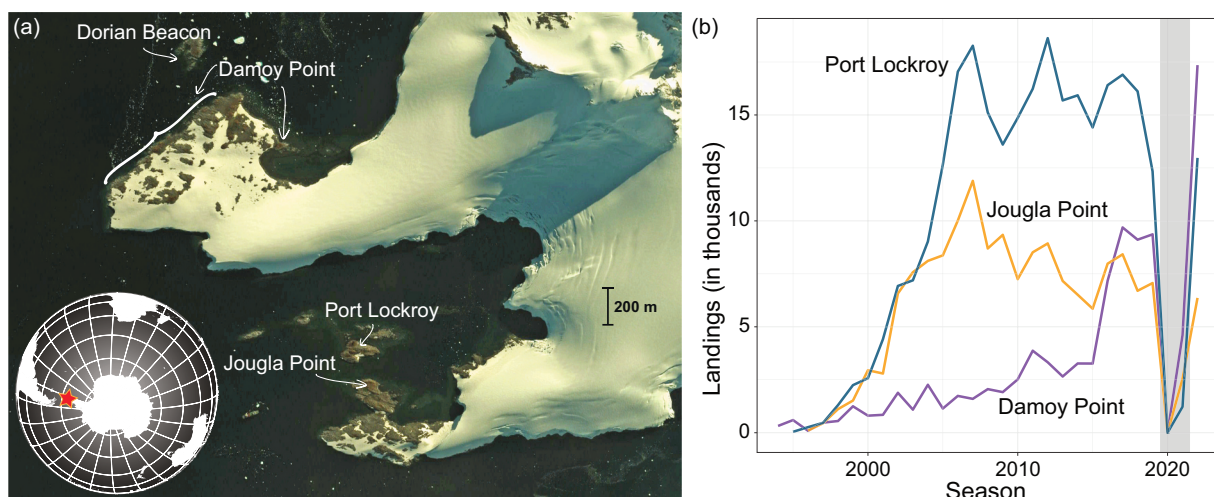 (a)
Dorian Beacon
Damoy Point
200 m
Port Lockroy
Jougla Point
(b)
Landings (in thousands)
15
10
5
0
Port Lockroy
Jougla Point
Damoy Point
2000 2010 2020
Season